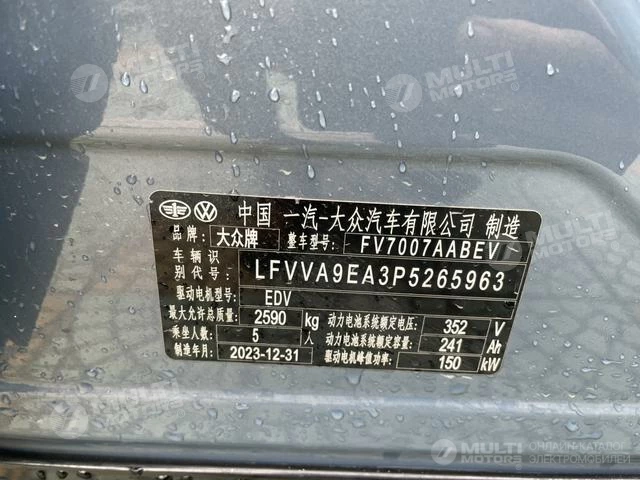 MULTI MOTORS
MULTI MOTORS
中国 一汽-大众汽车有限公司 制造
品牌: 大众牌 整车型号: FV7007AABEV
车辆识别代号: LFVVA9EA3P5265963
驱动电机型号: EDV
最大允许总质量: 2590 kg 动力电池系统额定电压: 352 V
乘坐人数: 5 人 动力电池系统额定容量: 241 Ah
制造年月: 2023-12-31 驱动电机峰值功率: 150 kW
MULTI MOTORS
MULTI MOTORS ОНЛАЙН-КАТАЛОГ ЭЛЕКТРОМОБИЛЕЙ